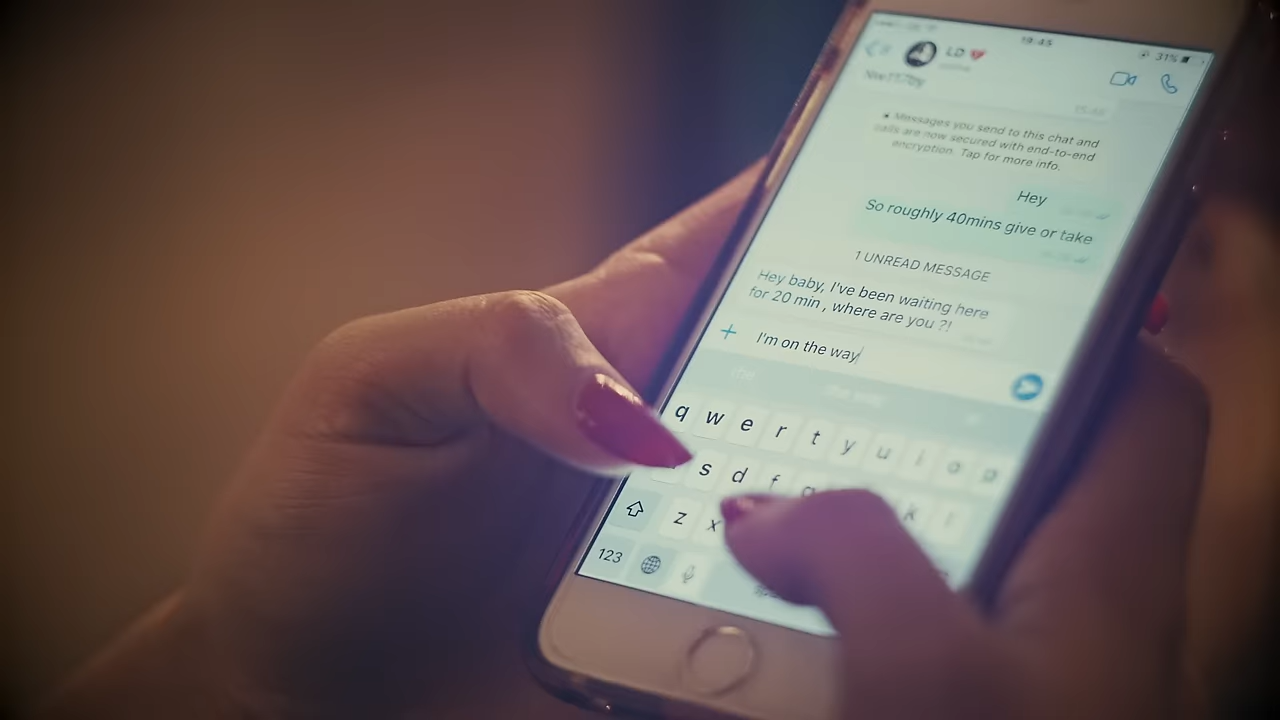 19:45
31%
LD
Messages you send to this chat and
calls are now secured with end-to-end
encryption. Tap for more info.
Hey
So roughly 40mins give or take
1 UNREAD MESSAGE
Hey baby, I've been waiting here
for 20 min , where are you ?!
I'm on the way
q w e r t y u i o p
s d f g k l
z x
123